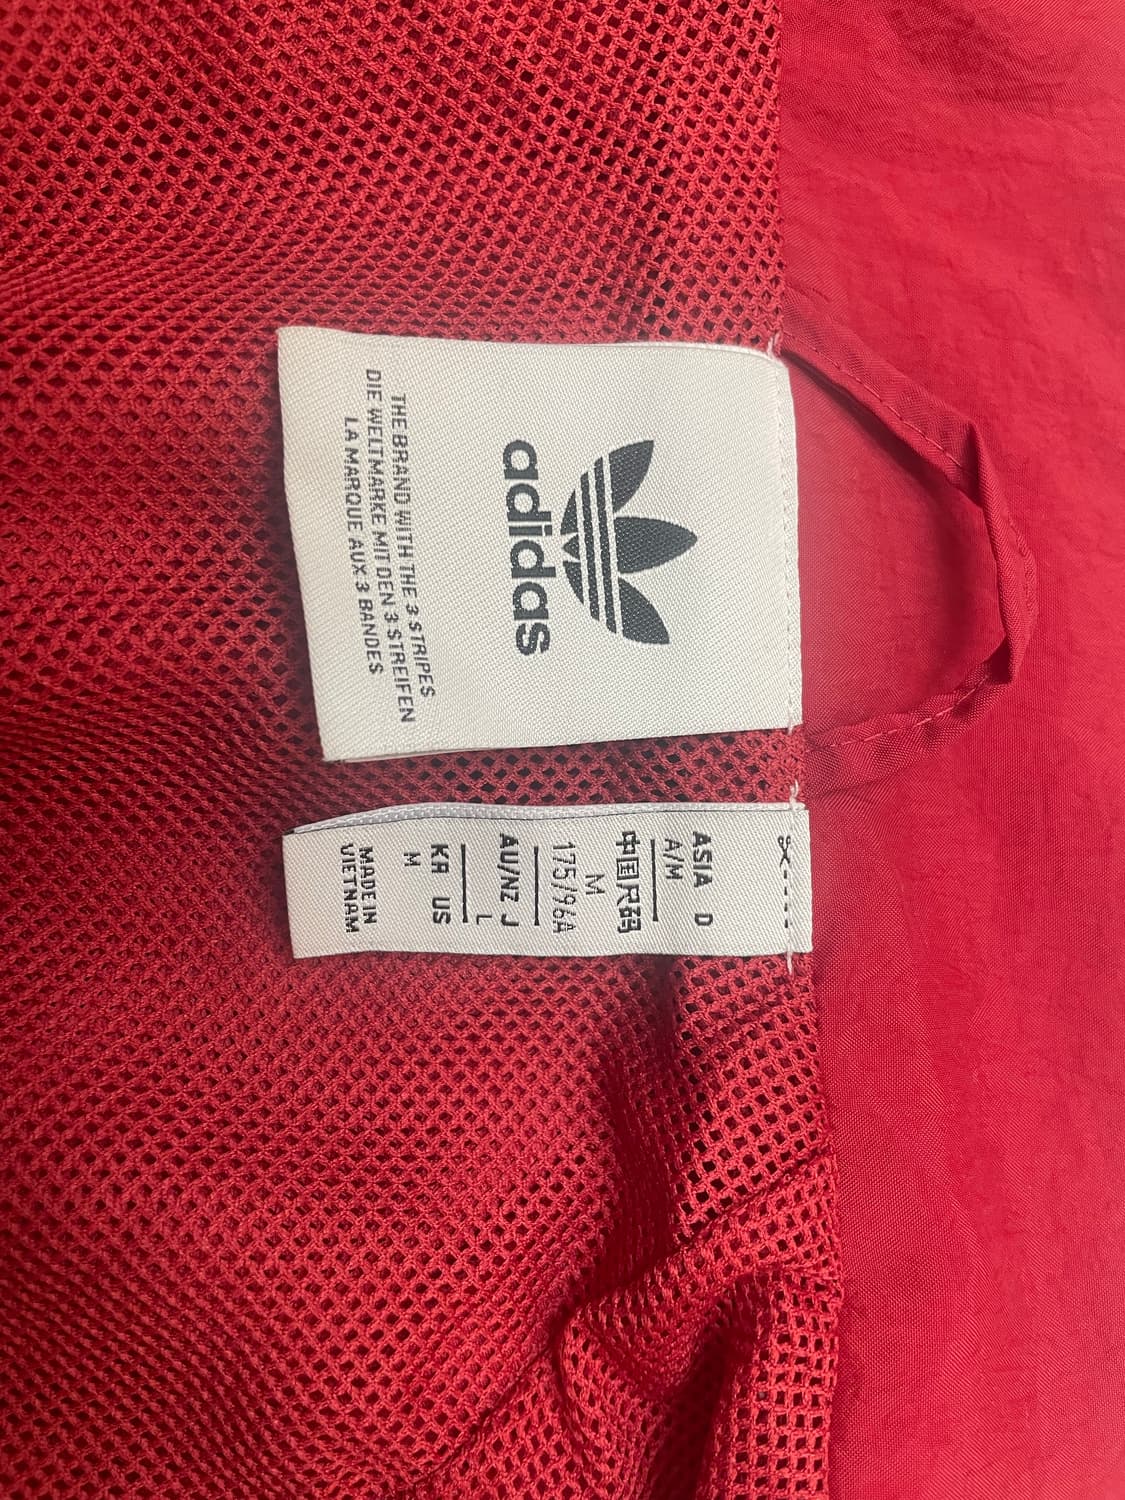 adidas
THE BRAND WITH THE 3 STRIPES
DIE WELTMARKE MIT DEN 3 STREIFEN
LA MARQUE AUX 3 BANDES
ASIA D
A/M
中国尺码
M
175/96A
AU/NZ J
L
KR US
M
MADE IN
VIETNAM